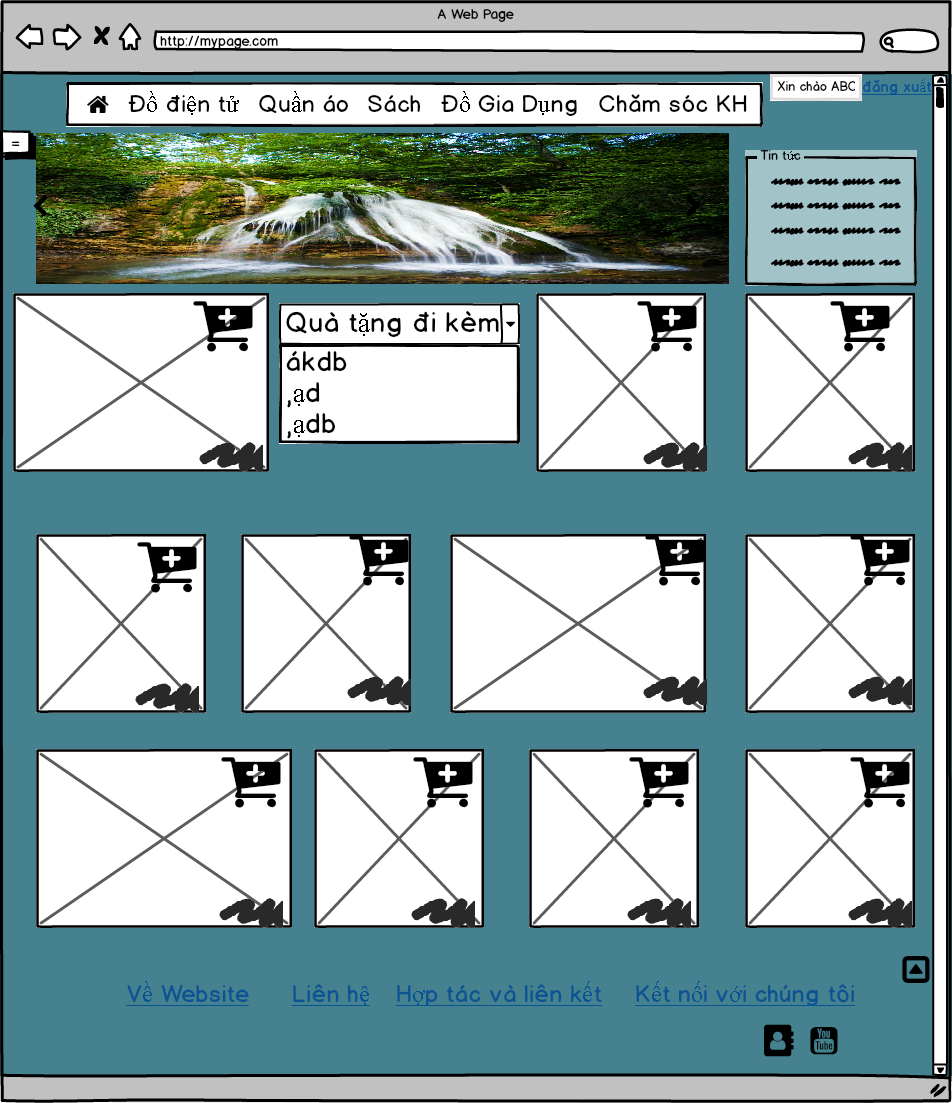 A Web Page
http://mypage.com
Xin chào ABC đăng xuất
Đồ điện tử Quần áo Sách Đồ Gia Dụng Chăm sóc KH
=
Tin tức
Quà tặng đi kèm
ákdb
,ạd
,ạdb
Về Website Liên hệ Hợp tác và liên kết Kết nối với chúng tôi
You
Tube